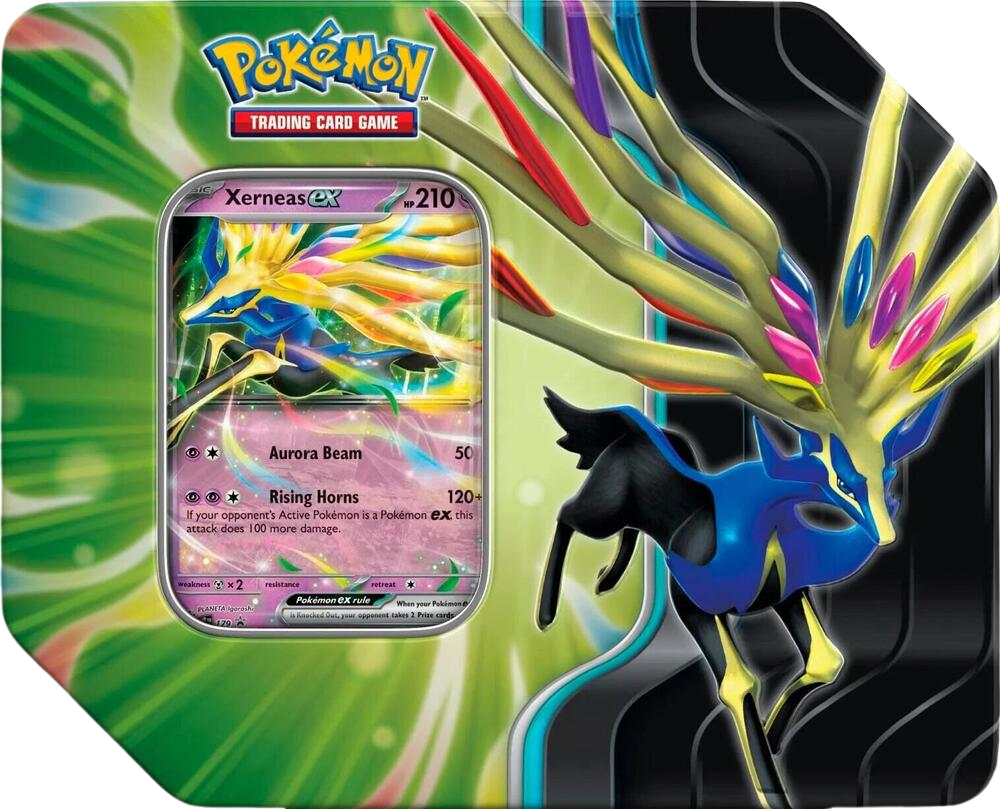 POKéMON
TRADING CARD GAME
Xerneas ex HP 210
Aurora Beam 50
Rising Horns 120+
If your opponent's Active Pokémon is a Pokémon ex, this
attack does 100 more damage.
weakness ×2 resistance retreat
Pokémon ex rule When your Pokémon e
is Knocked Out, your opponent takes 2 Prize cards.
PLANETA Igarashi
179